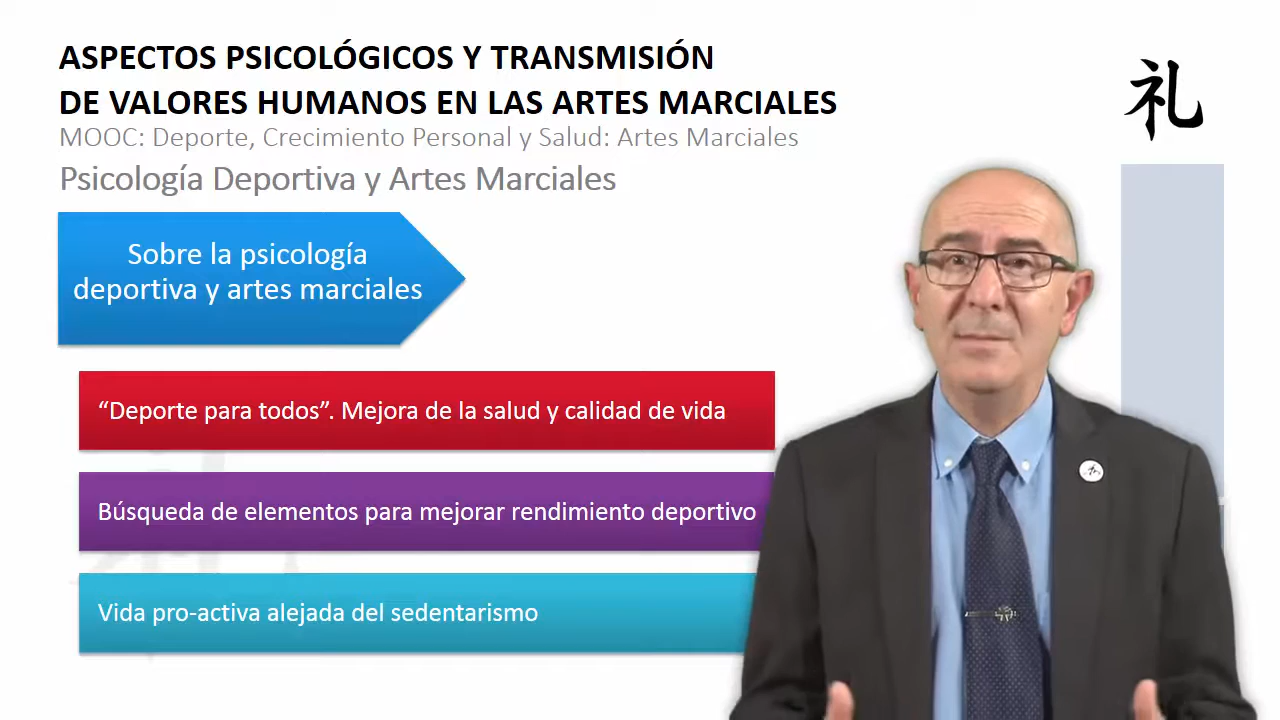 ASPECTOS PSICOLÓGICOS Y TRANSMISIÓN
DE VALORES HUMANOS EN LAS ARTES MARCIALES
礼
MOOC: Deporte, Crecimiento Personal y Salud: Artes Marciales
Psicología Deportiva y Artes Marciales
Sobre la psicología
deportiva y artes marciales
“Deporte para todos”. Mejora de la salud y calidad de vida
Búsqueda de elementos para mejorar rendimiento deportivo
Vida pro-activa alejada del sedentarismo